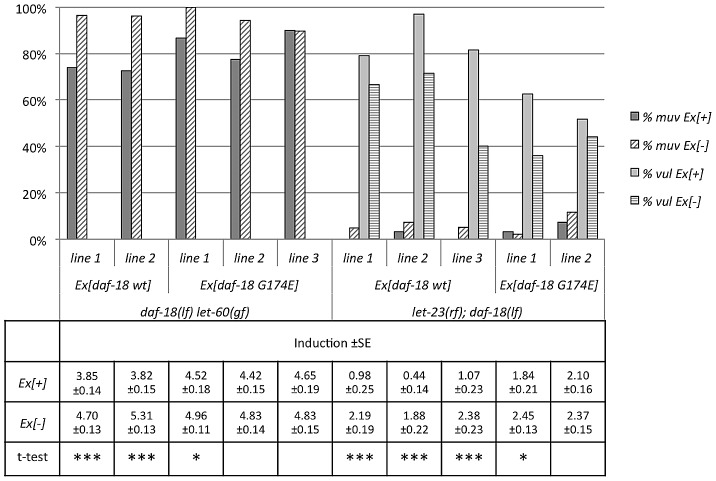 100%
80%
60%
40%
20%
0%
% muv Ex[+]
% muv Ex[-]
% vul Ex[+]
% vul Ex[-]
line 1 line 2 line 1 line 2 line 3 line 1 line 2 line 3 line 1 line 2
Ex[daf-18 wt] Ex[daf-18 G174E] Ex[daf-18 wt] Ex[daf-18 G174E]
daf-18(lf) let-60(gf) let-23(rf); daf-18(lf)
Induction ±SE
Ex[+] 3.85 3.82 4.52 4.42 4.65 0.98 0.44 1.07 1.84 2.10
±0.14 ±0.15 ±0.18 ±0.15 ±0.19 ±0.25 ±0.14 ±0.23 ±0.21 ±0.16
Ex[-] 4.70 5.31 4.96 4.83 4.83 2.19 1.88 2.38 2.45 2.37
±0.13 ±0.13 ±0.11 ±0.14 ±0.15 ±0.19 ±0.22 ±0.23 ±0.13 ±0.15
t-test *** *** * *** *** *** *